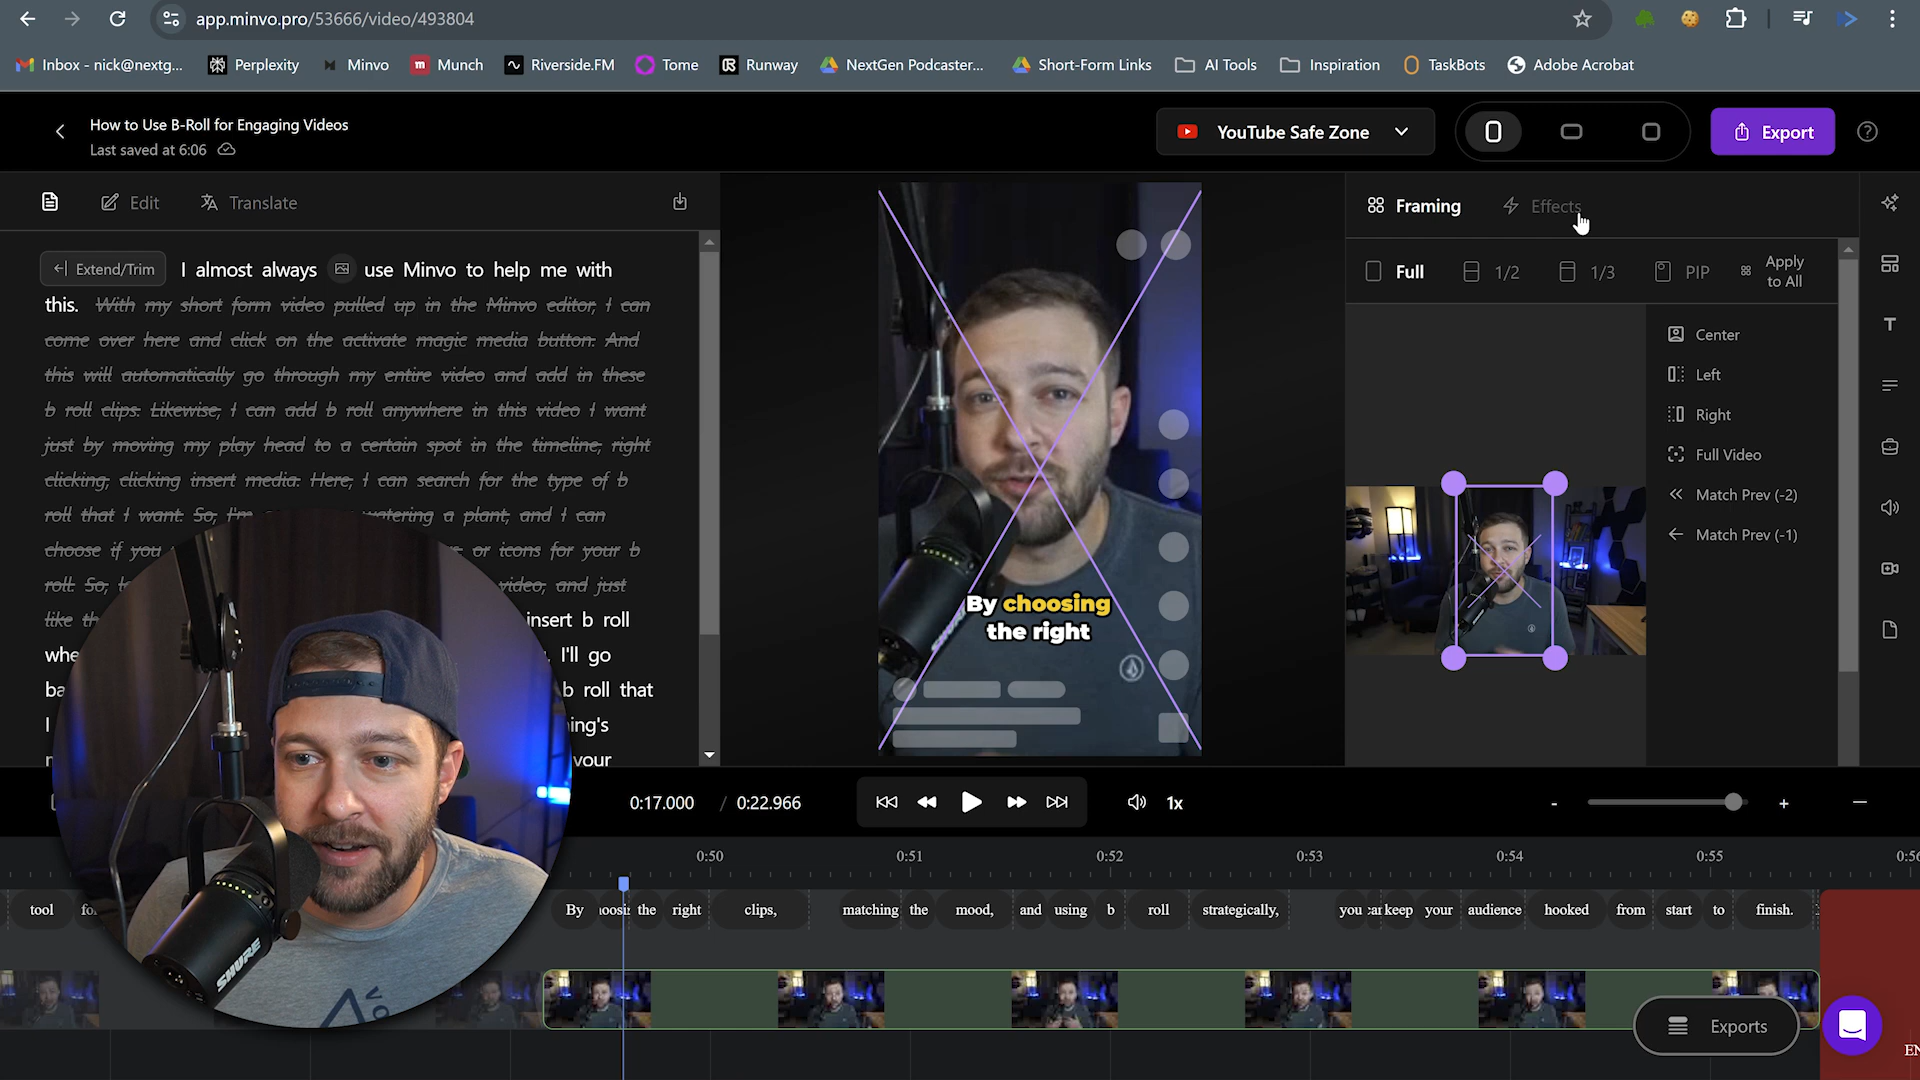 app.minvo.pro/53666/video/493804
Inbox - nick@nextg... Perplexity Minvo Munch Riverside.FM Tome Runway NextGen Podcaster... Short-Form Links AI Tools Inspiration TaskBots Adobe Acrobat
How to Use B-Roll for Engaging Videos
Last saved at 6:06
YouTube Safe Zone
Export
Edit Translate
Framing Effects
Full 1/2 1/3 PIP Apply to All
Extend/Trim I almost always use Minvo to help me with
this. With my short form video pulled up in the Minvo editor, I can
come over here and click on the activate magic media button. And
this will automatically go through my entire video and add in these
b roll clips. Likewise, I can add b roll anywhere in this video I want
just by moving my play head to a certain spot in the timeline, right
clicking, clicking insert media. Here, I can search for the type of b
roll that I want. So, I'm watering a plant, and I can
choose if you or icons for your b
roll. So, video, and just
like insert b roll
I'll go
b roll that
I
your
By choosing
the right
Center
Left
Right
Full Video
Match Prev (-2)
Match Prev (-1)
0:17.000 / 0:22.966
1x
- +
0:50 0:51 0:52 0:53 0:54 0:55
tool By the right clips, matching the mood, and using b roll strategically, you keep your audience hooked from start to finish.
SHURE
Exports